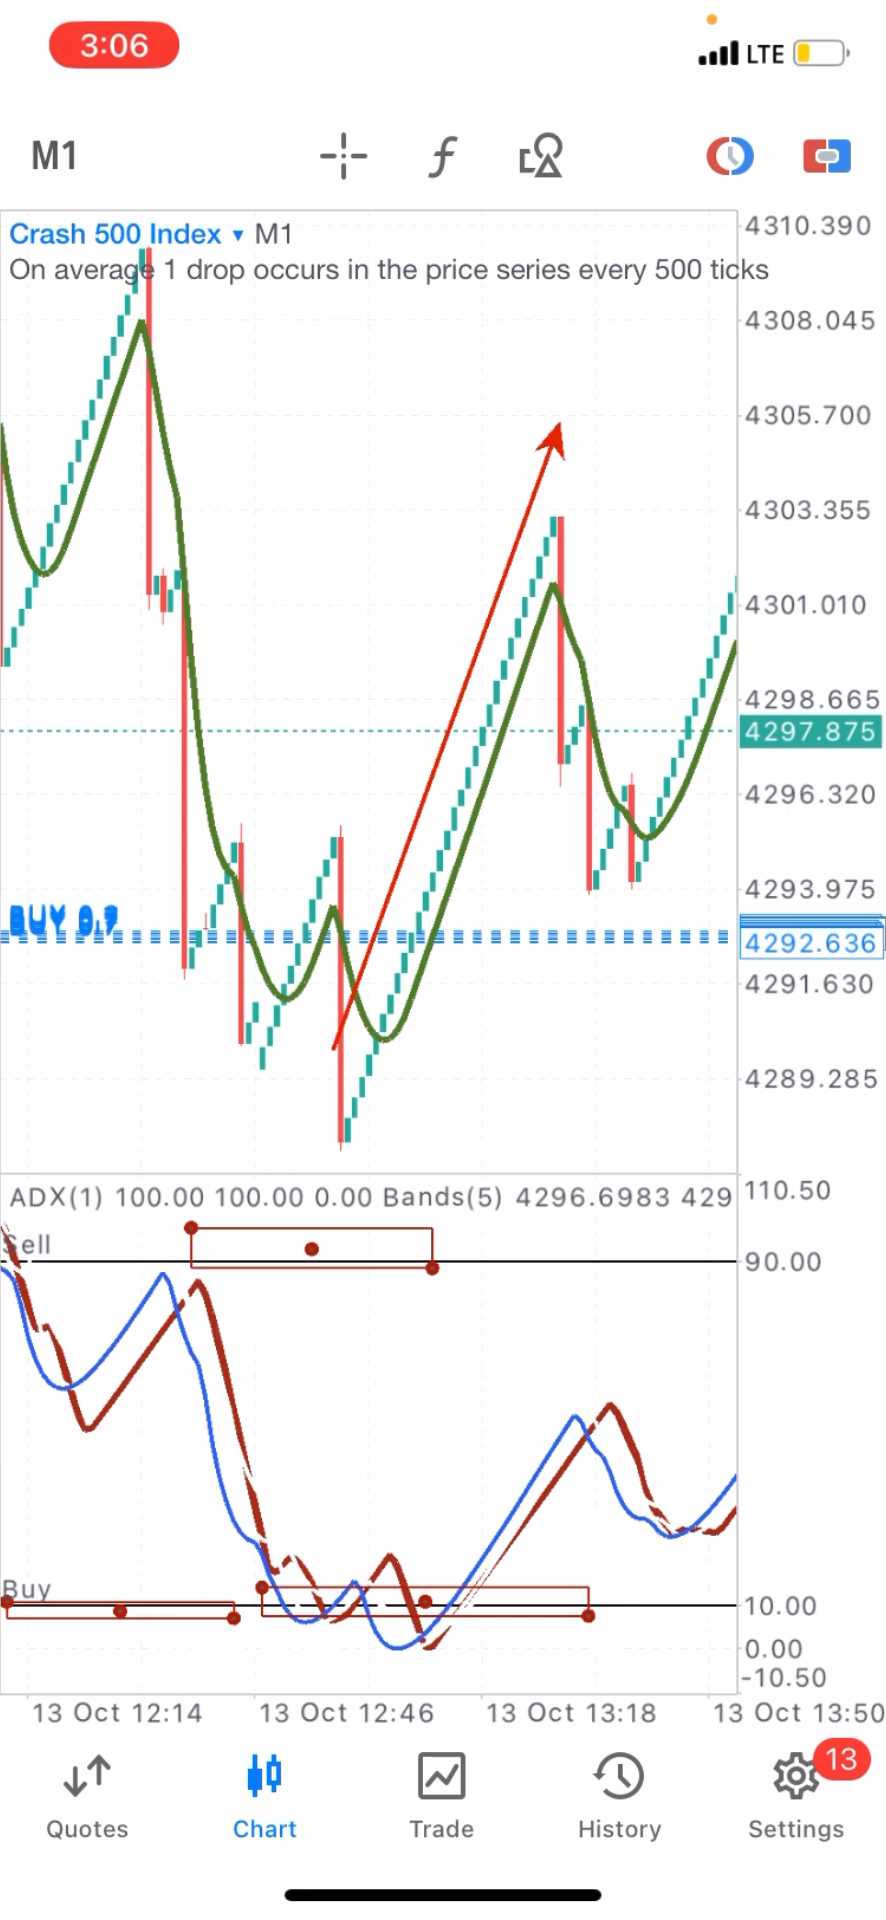 3:06
LTE
M1
f
Crash 500 Index ▾ M1
On average 1 drop occurs in the price series every 500 ticks
4310.390
4308.045
4305.700
4303.355
4301.010
4298.665
4297.875
4296.320
4293.975
BUY
4292.636
4291.630
4289.285
ADX(1) 100.00 100.00 0.00 Bands(5) 4296.6983 429
110.50
Sell
90.00
Buy
10.00
0.00
-10.50
13 Oct 12:14
13 Oct 12:46
13 Oct 13:18
13 Oct 13:50
13
Quotes
Chart
Trade
History
Settings